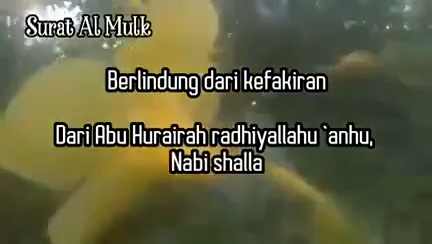 Surat Al Mulk
Berlindung dari kefakiran
Dari Abu Hurairah radhiyallahu `anhu,
Nabi shalla